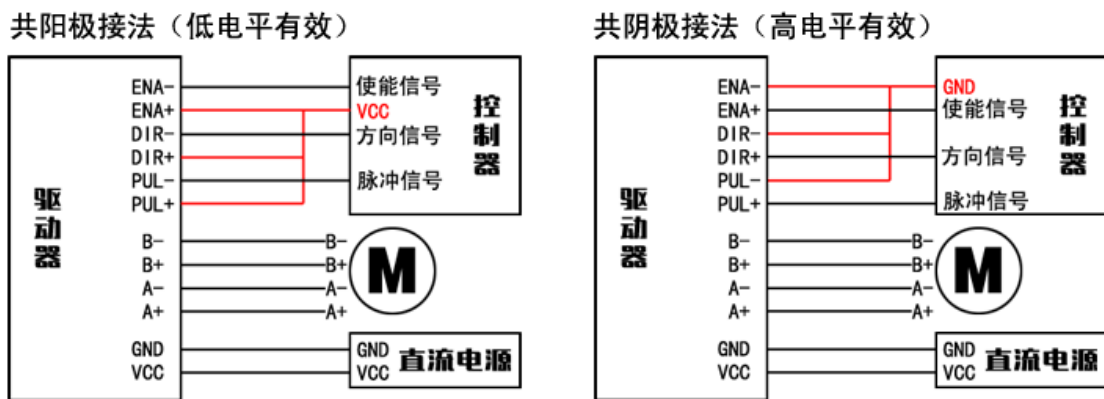 共阳极接法（低电平有效）
ENA-
ENA+
DIR-
DIR+
PUL-
PUL+
B-
B+
A-
A+
GND
VCC
驱动器
使能信号
VCC
方向信号
脉冲信号
控制器
B-
B+
A-
A+
M
GND
VCC
直流电源
共阴极接法（高电平有效）
ENA-
ENA+
DIR-
DIR+
PUL-
PUL+
B-
B+
A-
A+
GND
VCC
驱动器
GND
使能信号
方向信号
脉冲信号
控制器
B-
B+
A-
A+
M
GND
VCC
直流电源